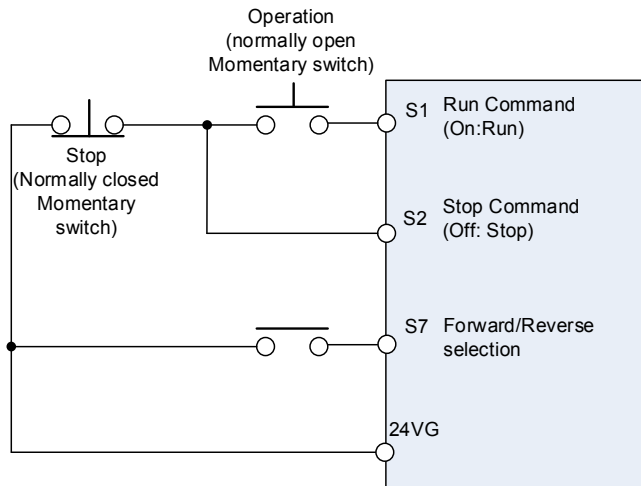 Operation
(normally open
Momentary switch)
Stop
(Normally closed
Momentary
switch)
S1 Run Command
(On:Run)
S2 Stop Command
(Off: Stop)
S7 Forward/Reverse
selection
24VG